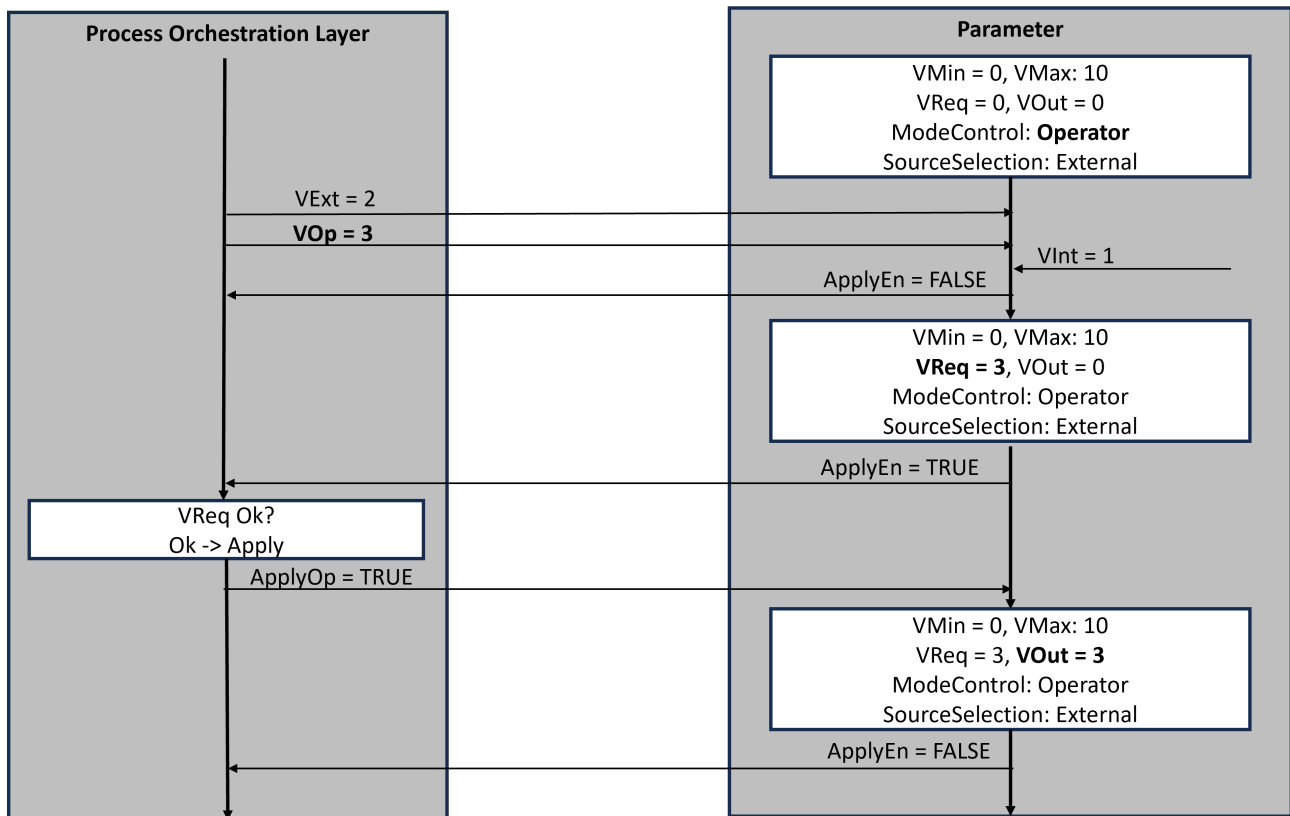 Process Orchestration Layer
Parameter
VMin = 0, VMax: 10
VReq = 0, VOut = 0
ModeControl: Operator
SourceSelection: External
VExt = 2
VOp = 3
VInt = 1
ApplyEn = FALSE
VMin = 0, VMax: 10
VReq = 3, VOut = 0
ModeControl: Operator
SourceSelection: External
ApplyEn = TRUE
VReq Ok?
Ok -> Apply
ApplyOp = TRUE
VMin = 0, VMax: 10
VReq = 3, VOut = 3
ModeControl: Operator
SourceSelection: External
ApplyEn = FALSE